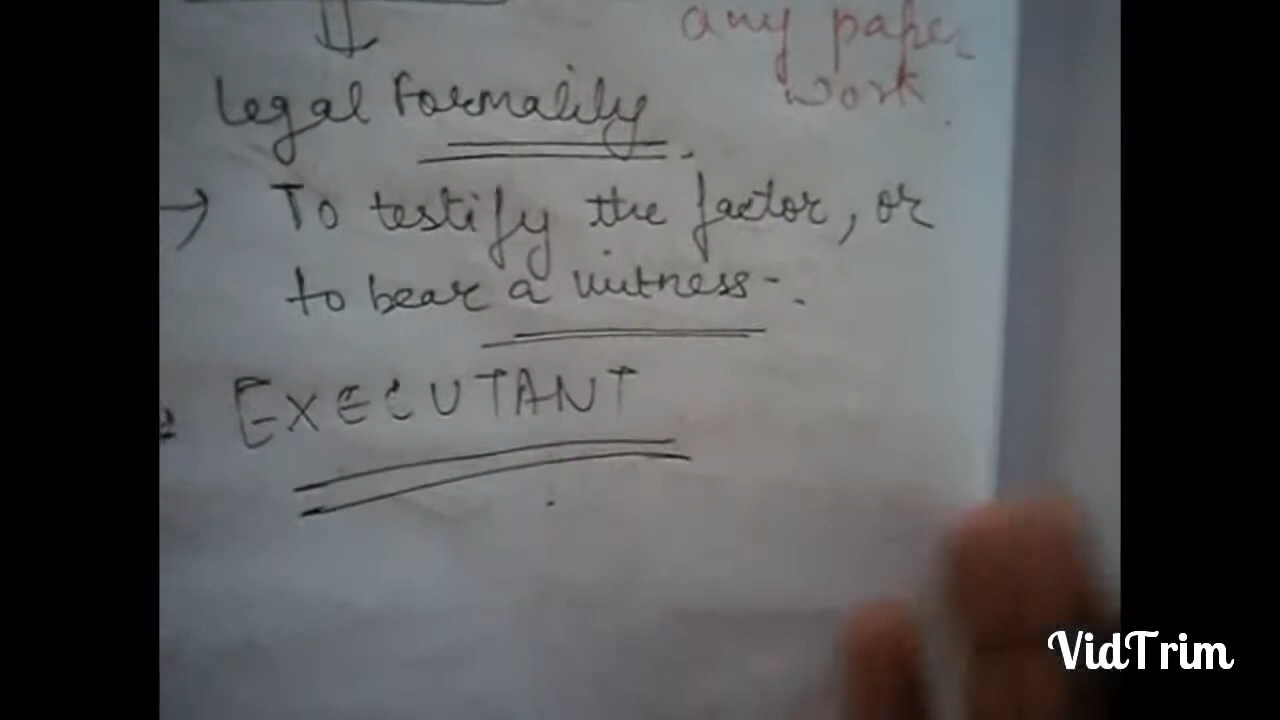 any paper
work
Legal Formality
→ To testify the factor, or
to bear a witness.
EXECUTANT
VidTrim